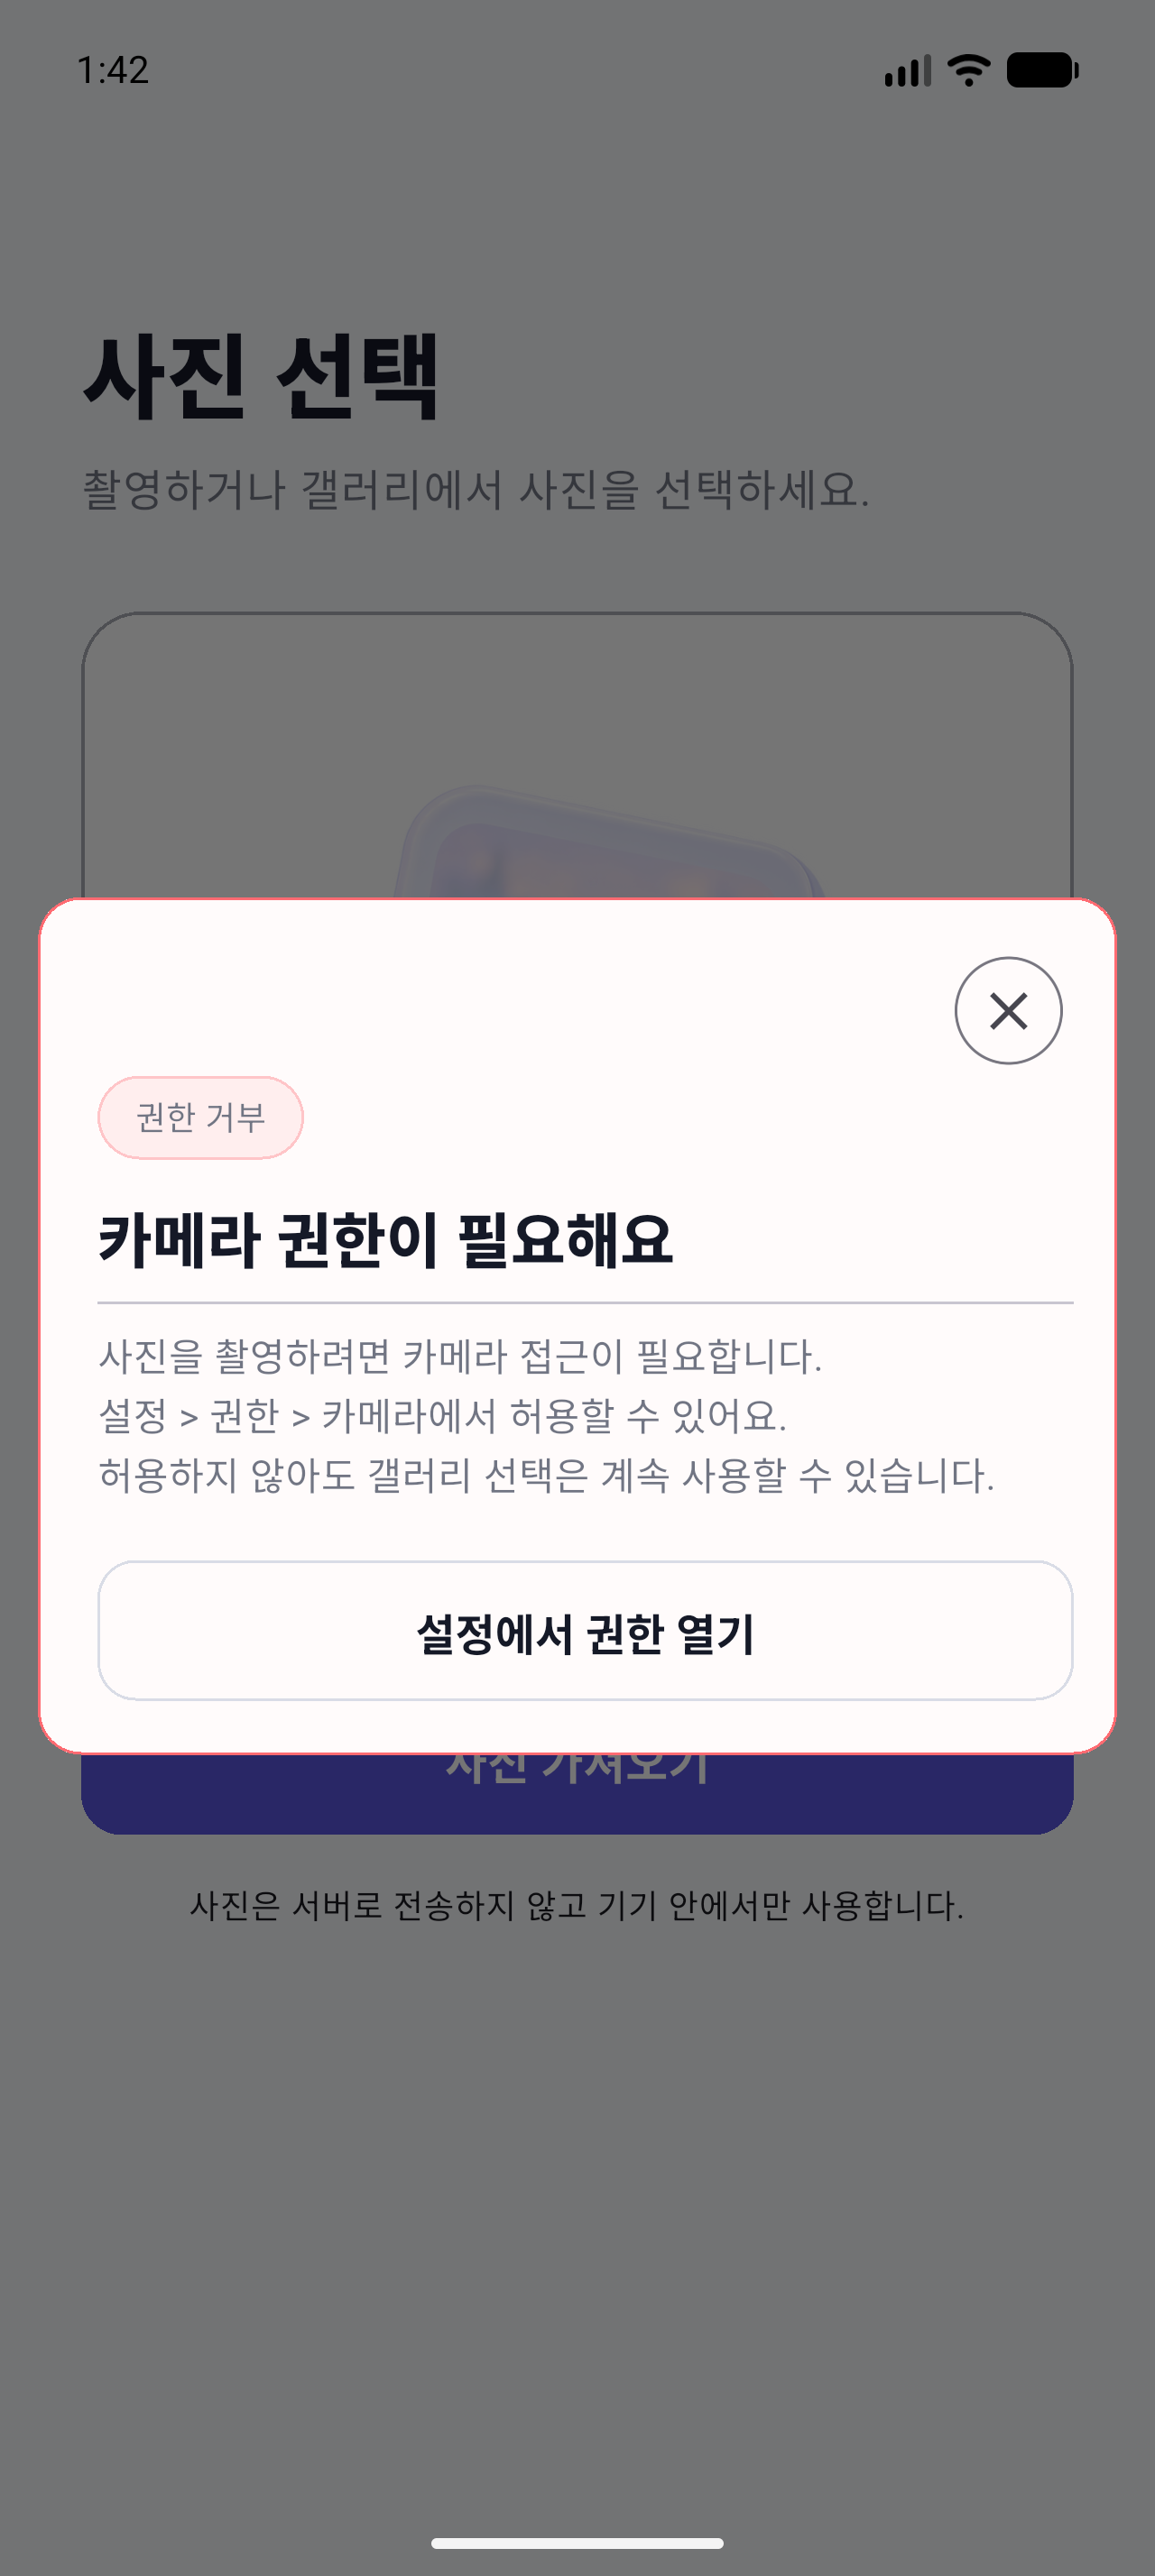 1:42
사진 선택
촬영하거나 갤러리에서 사진을 선택하세요.
권한 거부
카메라 권한이 필요해요
사진을 촬영하려면 카메라 접근이 필요합니다.
설정 > 권한 > 카메라에서 허용할 수 있어요.
허용하지 않아도 갤러리 선택은 계속 사용할 수 있습니다.
설정에서 권한 열기
사진 가져오기
사진은 서버로 전송하지 않고 기기 안에서만 사용합니다.